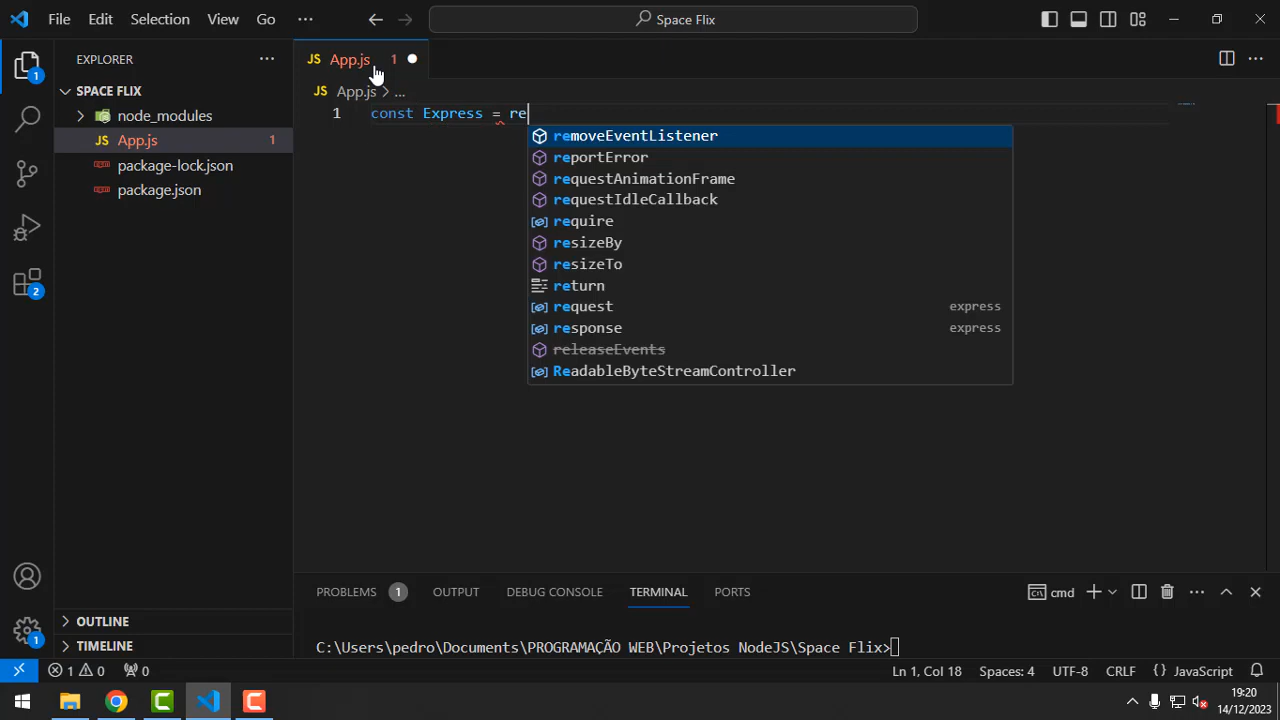 File Edit Selection View Go ··· Space Flix
EXPLORER ···
SPACE FLIX
node_modules
JS App.js 1
package-lock.json
package.json
OUTLINE
TIMELINE
1
2
1
JS App.js 1
JS App.js > ...
1 const Express = re
removeEventListener
reportError
requestAnimationFrame
requestIdleCallback
require
resizeBy
resizeTo
return
request express
response express
releaseEvents
ReadableByteStreamController
PROBLEMS 1 OUTPUT DEBUG CONSOLE TERMINAL PORTS cmd
C:\Users\pedro\Documents\PROGRAMAÇÃO WEB\Projetos NodeJS\Space Flix>
1 0 0 Ln 1, Col 18 Spaces: 4 UTF-8 CRLF {} JavaScript
19:20
14/12/2023